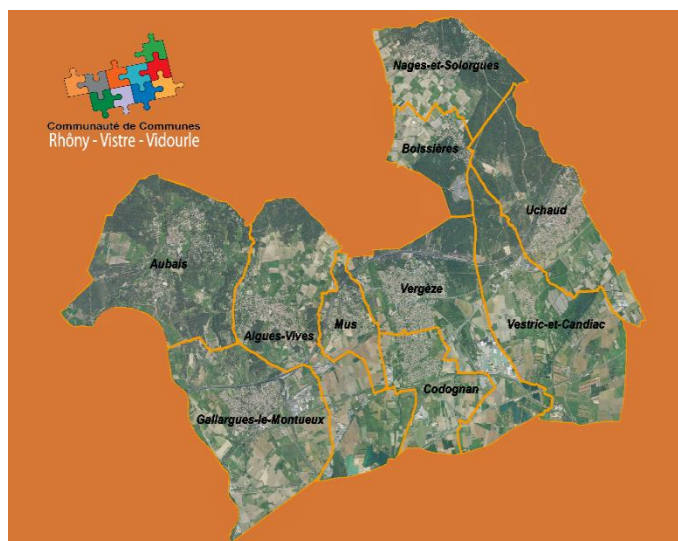 Communauté de Communes
Rhôny - Vistre - Vidourle
Nages-et-Solorgues
Boissières
Uchaud
Aubais
Vergèze
Mus
Aigues-Vives
Vestric-et-Candiac
Codognan
Gallargues-le-Montueux